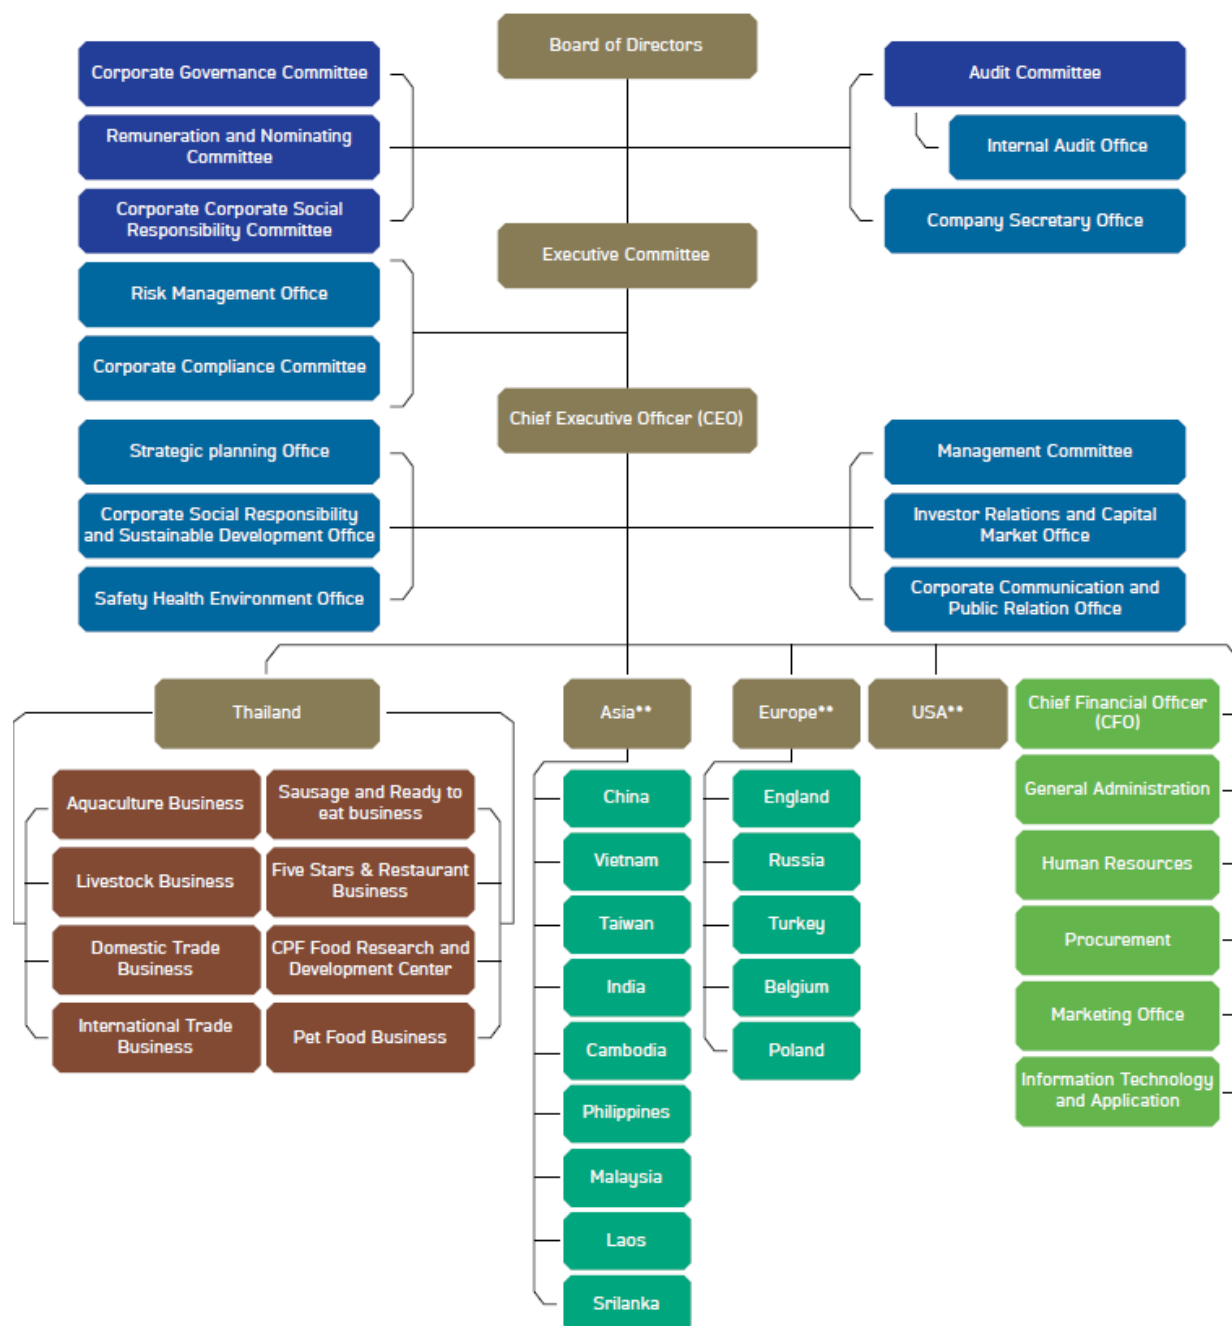 Board of Directors
Corporate Governance Committee
Audit Committee
Remuneration and Nominating
Committee
Internal Audit Office
Corporate Corporate Social
Responsibility Committee
Company Secretary Office
Executive Committee
Risk Management Office
Corporate Compliance Committee
Chief Executive Officer (CEO)
Strategic planning Office
Management Committee
Corporate Social Responsibility
and Sustainable Development Office
Investor Relations and Capital
Market Office
Safety Health Environment Office
Corporate Communication and
Public Relation Office
Thailand
Asia**
Europe**
USA**
Chief Financial Officer
(CFO)
Aquaculture Business
Sausage and Ready to
eat business
Livestock Business
Five Stars & Restaurant
Business
Domestic Trade
Business
CPF Food Research and
Development Center
International Trade
Business
Pet Food Business
China
Vietnam
Taiwan
India
Cambodia
Philippines
Malaysia
Laos
Srilanka
England
Russia
Turkey
Belgium
Poland
General Administration
Human Resources
Procurement
Marketing Office
Information Technology
and Application